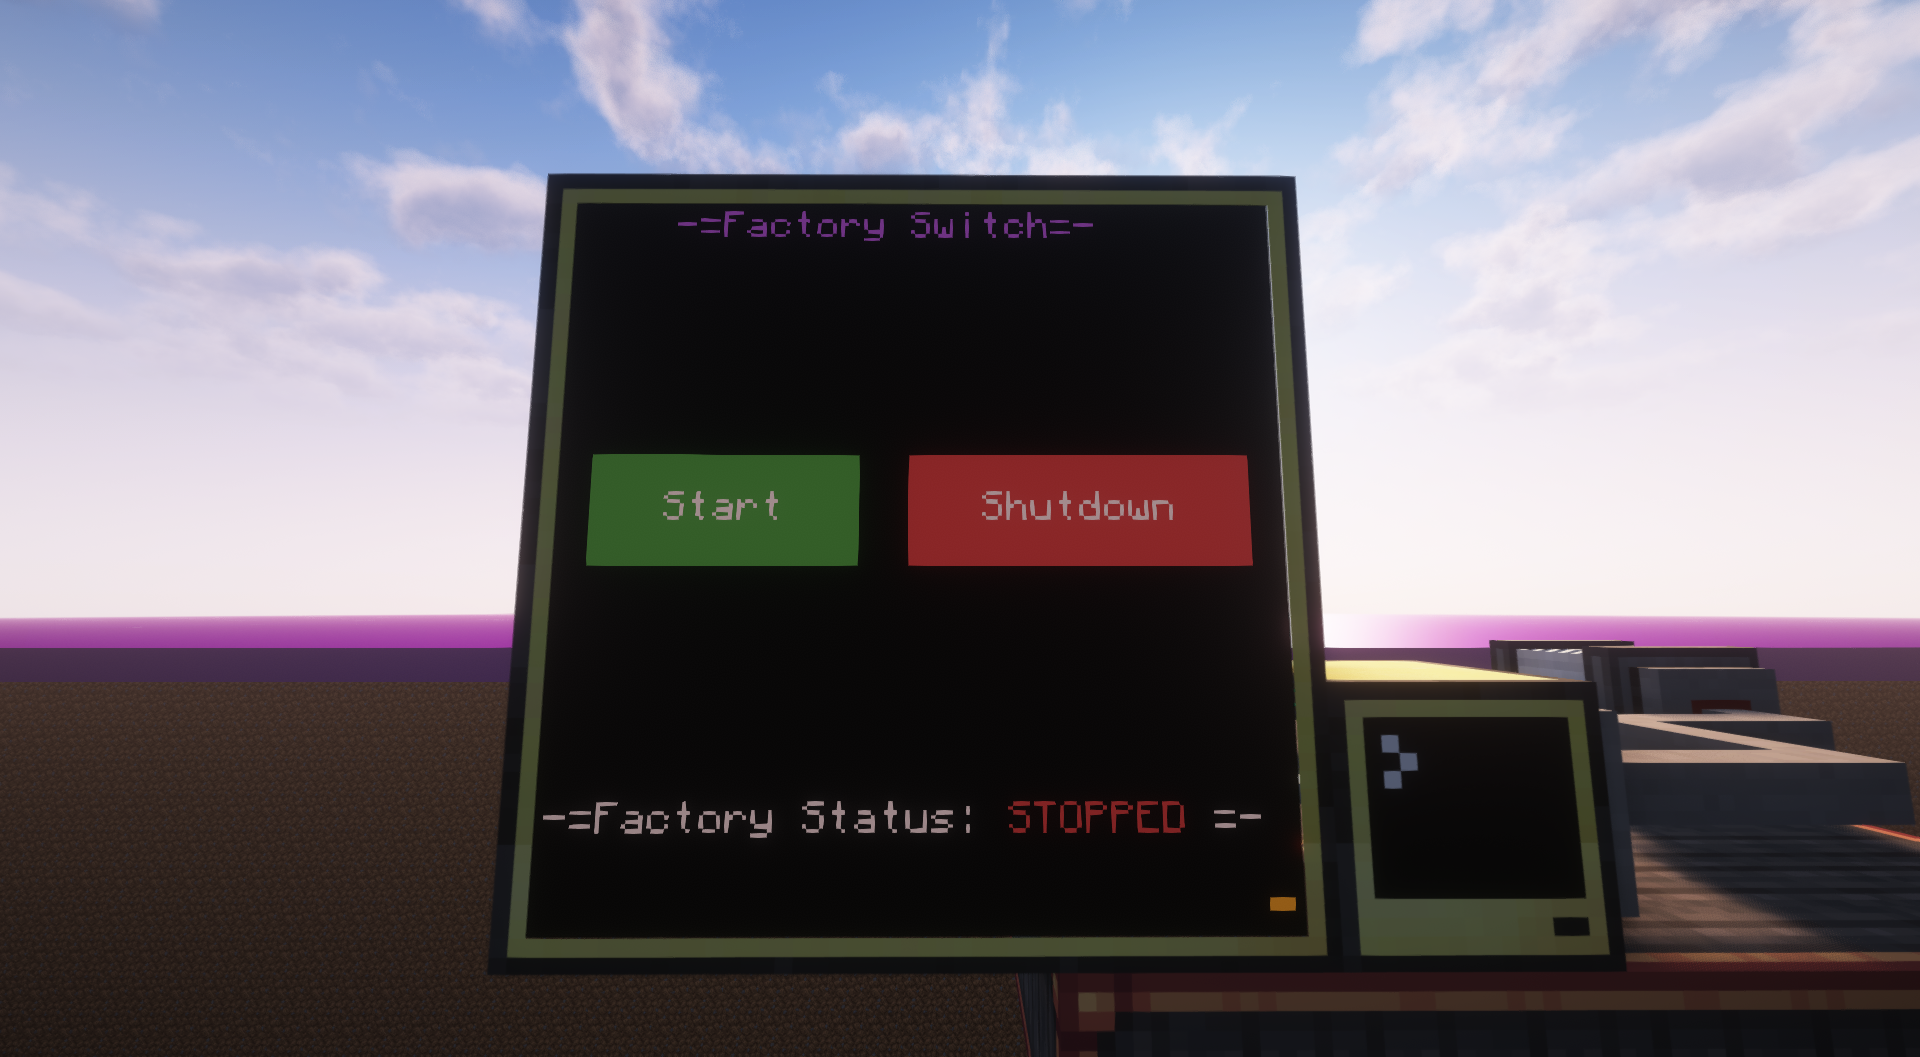 -=Factory Switch=-
Start
Shutdown
-=Factory Status: STOPPED =-
>